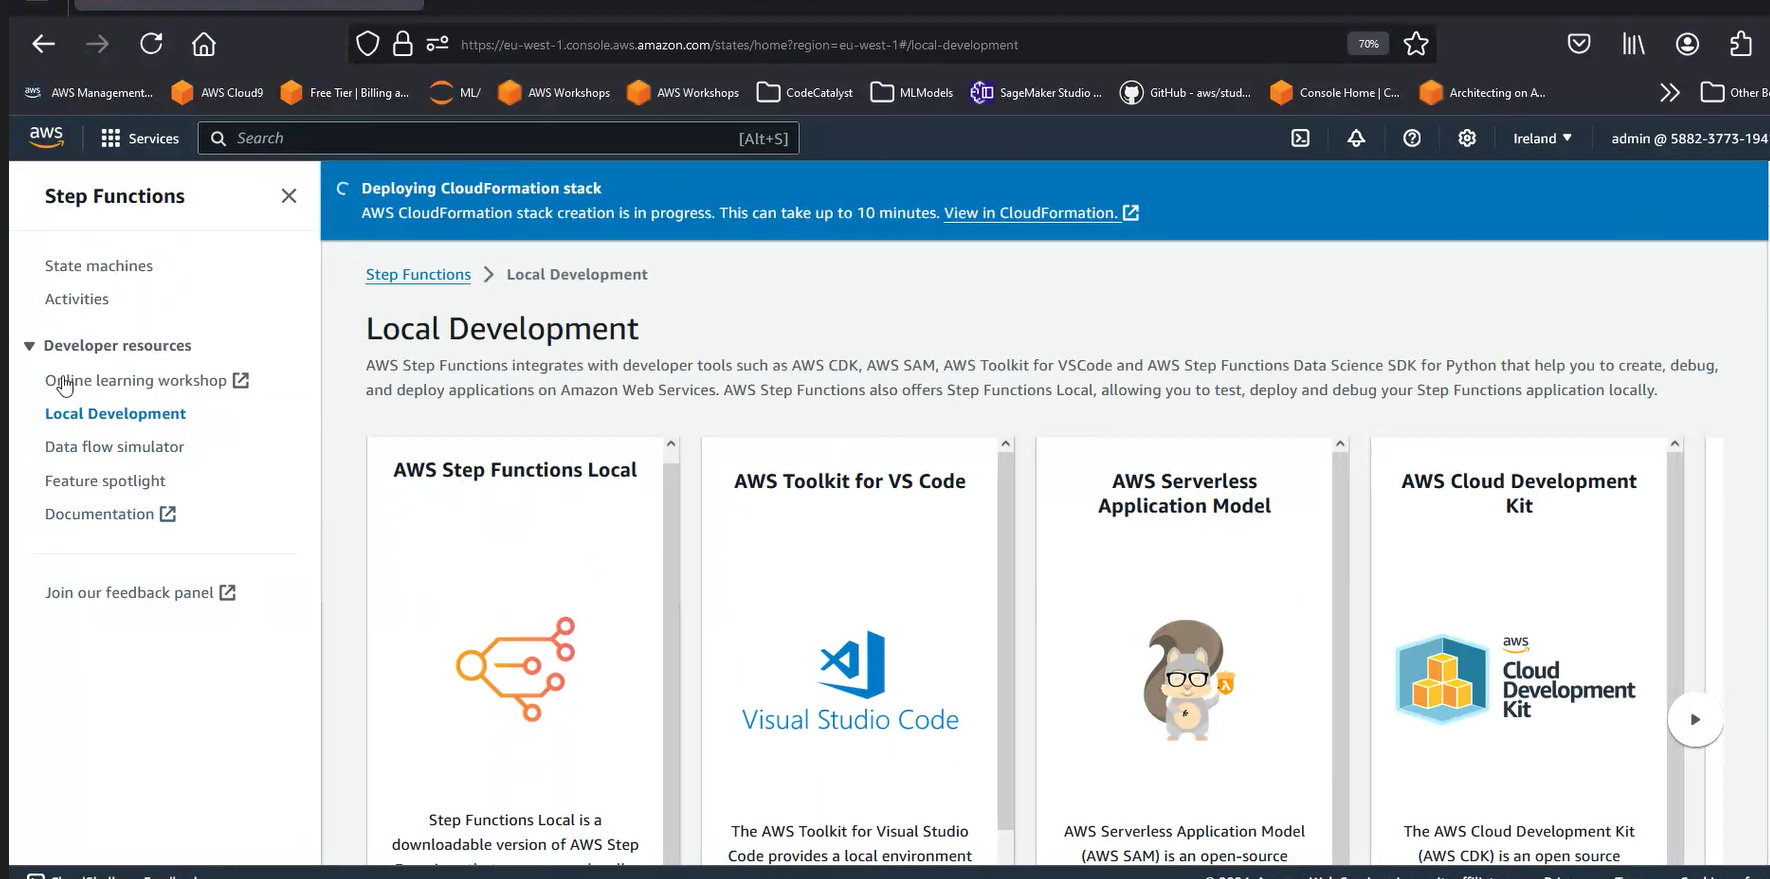 https://eu-west-1.console.aws.amazon.com/states/home?region=eu-west-1#/local-development
70%
aws AWS Management...
AWS Cloud9
Free Tier | Billing a...
ML/
AWS Workshops
AWS Workshops
CodeCatalyst
MLModels
SageMaker Studio ...
GitHub - aws/stud...
Console Home | C...
Architecting on A...
Other
aws
Services
Search
[Alt+S]
Ireland
admin @ 5882-3773-194
Step Functions
State machines
Activities
Developer resources
Online learning workshop
Local Development
Data flow simulator
Feature spotlight
Documentation
Join our feedback panel
Deploying CloudFormation stack
AWS CloudFormation stack creation is in progress. This can take up to 10 minutes. View in CloudFormation.
Step Functions > Local Development
Local Development
AWS Step Functions integrates with developer tools such as AWS CDK, AWS SAM, AWS Toolkit for VSCode and AWS Step Functions Data Science SDK for Python that help you to create, debug,
and deploy applications on Amazon Web Services. AWS Step Functions also offers Step Functions Local, allowing you to test, deploy and debug your Step Functions application locally.
AWS Step Functions Local
Step Functions Local is a
downloadable version of AWS Step
AWS Toolkit for VS Code
Visual Studio Code
The AWS Toolkit for Visual Studio
Code provides a local environment
AWS Serverless
Application Model
AWS Serverless Application Model
(AWS SAM) is an open-source
AWS Cloud Development
Kit
aws
Cloud
Development
Kit
The AWS Cloud Development Kit
(AWS CDK) is an open source